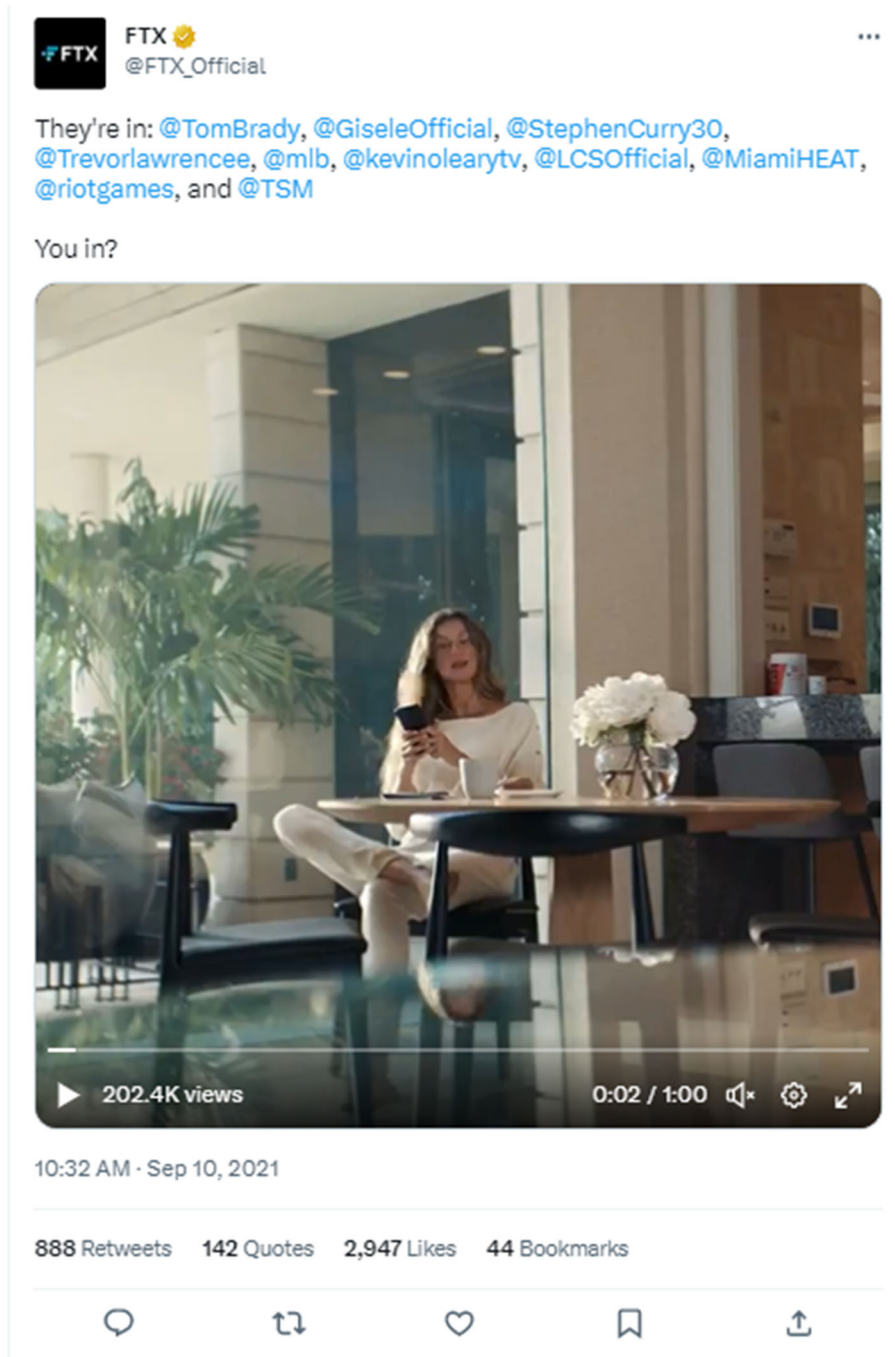 FTX
FTX
@FTX_Official
They're in: @TomBrady, @GiseleOfficial, @StephenCurry30,
@Trevorlawrencee, @mlb, @kevinolearytv, @LCSOfficial, @MiamiHEAT,
@riotgames, and @TSM
You in?
202.4K views
0:02 / 1:00
10:32 AM · Sep 10, 2021
888 Retweets 142 Quotes 2,947 Likes 44 Bookmarks